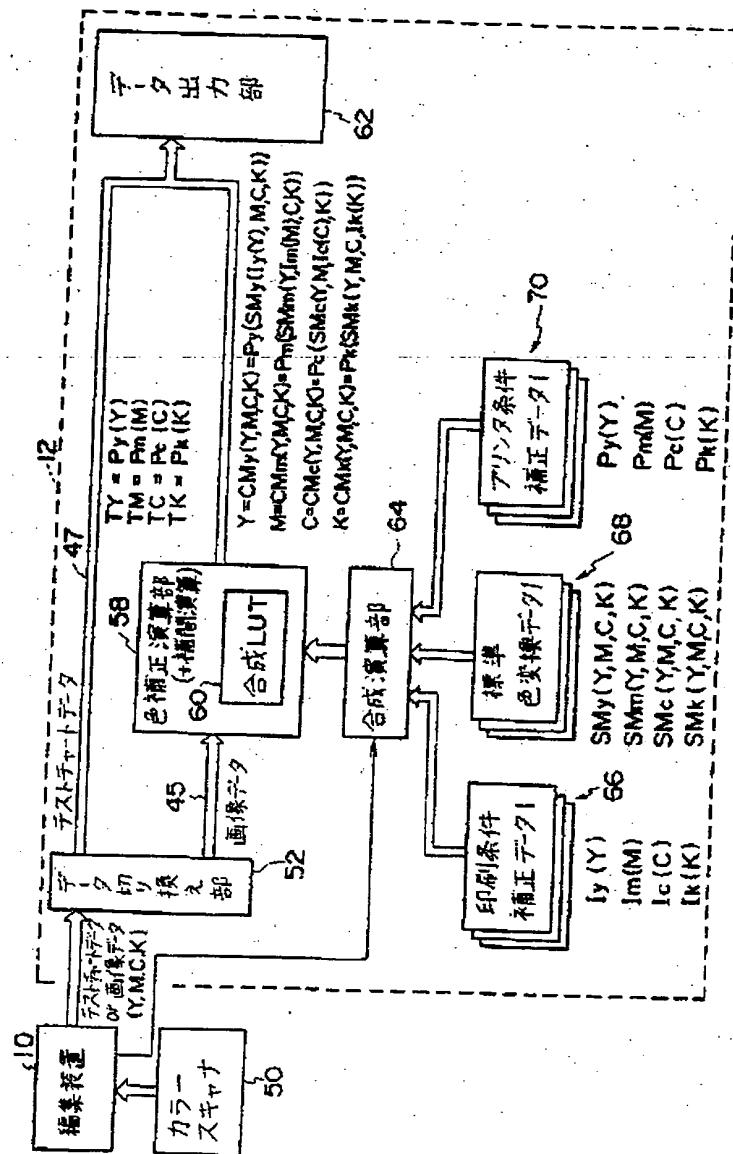 10
編集装置
カラー
スキャナ
50
テストチャートデータ
or 画像データ
(Y,M,C,K)
12
データ切り換え部
52
テストチャートデータ
47
45
画像データ
TY = Py(Y)
TM = Pm(M)
TC = Pc(C)
TK = Pk(K)
58
色補正演算部
(+補間演算)
60
合成LUT
データ出力部
62
Y=CMy(Y,M,C,K)=Py(SMy(Iy(Y),M,C,K))
M=CMm(Y,M,C,K)=Pm(SMm(Y,Im(M),C,K))
C=CMc(Y,M,C,K)=Pc(SMc(Y,M,Ic(C),K))
K=CMk(Y,M,C,K)=Pk(SMk(Y,M,C,Ik(K))
64
合成演算部
印刷条件
補正データ1
66
Iy(Y)
Im(M)
Ic(C)
Ik(K)
標準
色変換データ1
68
SMy(Y,M,C,K)
SMm(Y,M,C,K)
SMc(Y,M,C,K)
SMk(Y,M,C,K)
プリンタ条件
補正データ1
70
Py(Y)
Pm(M)
Pc(C)
Pk(K)